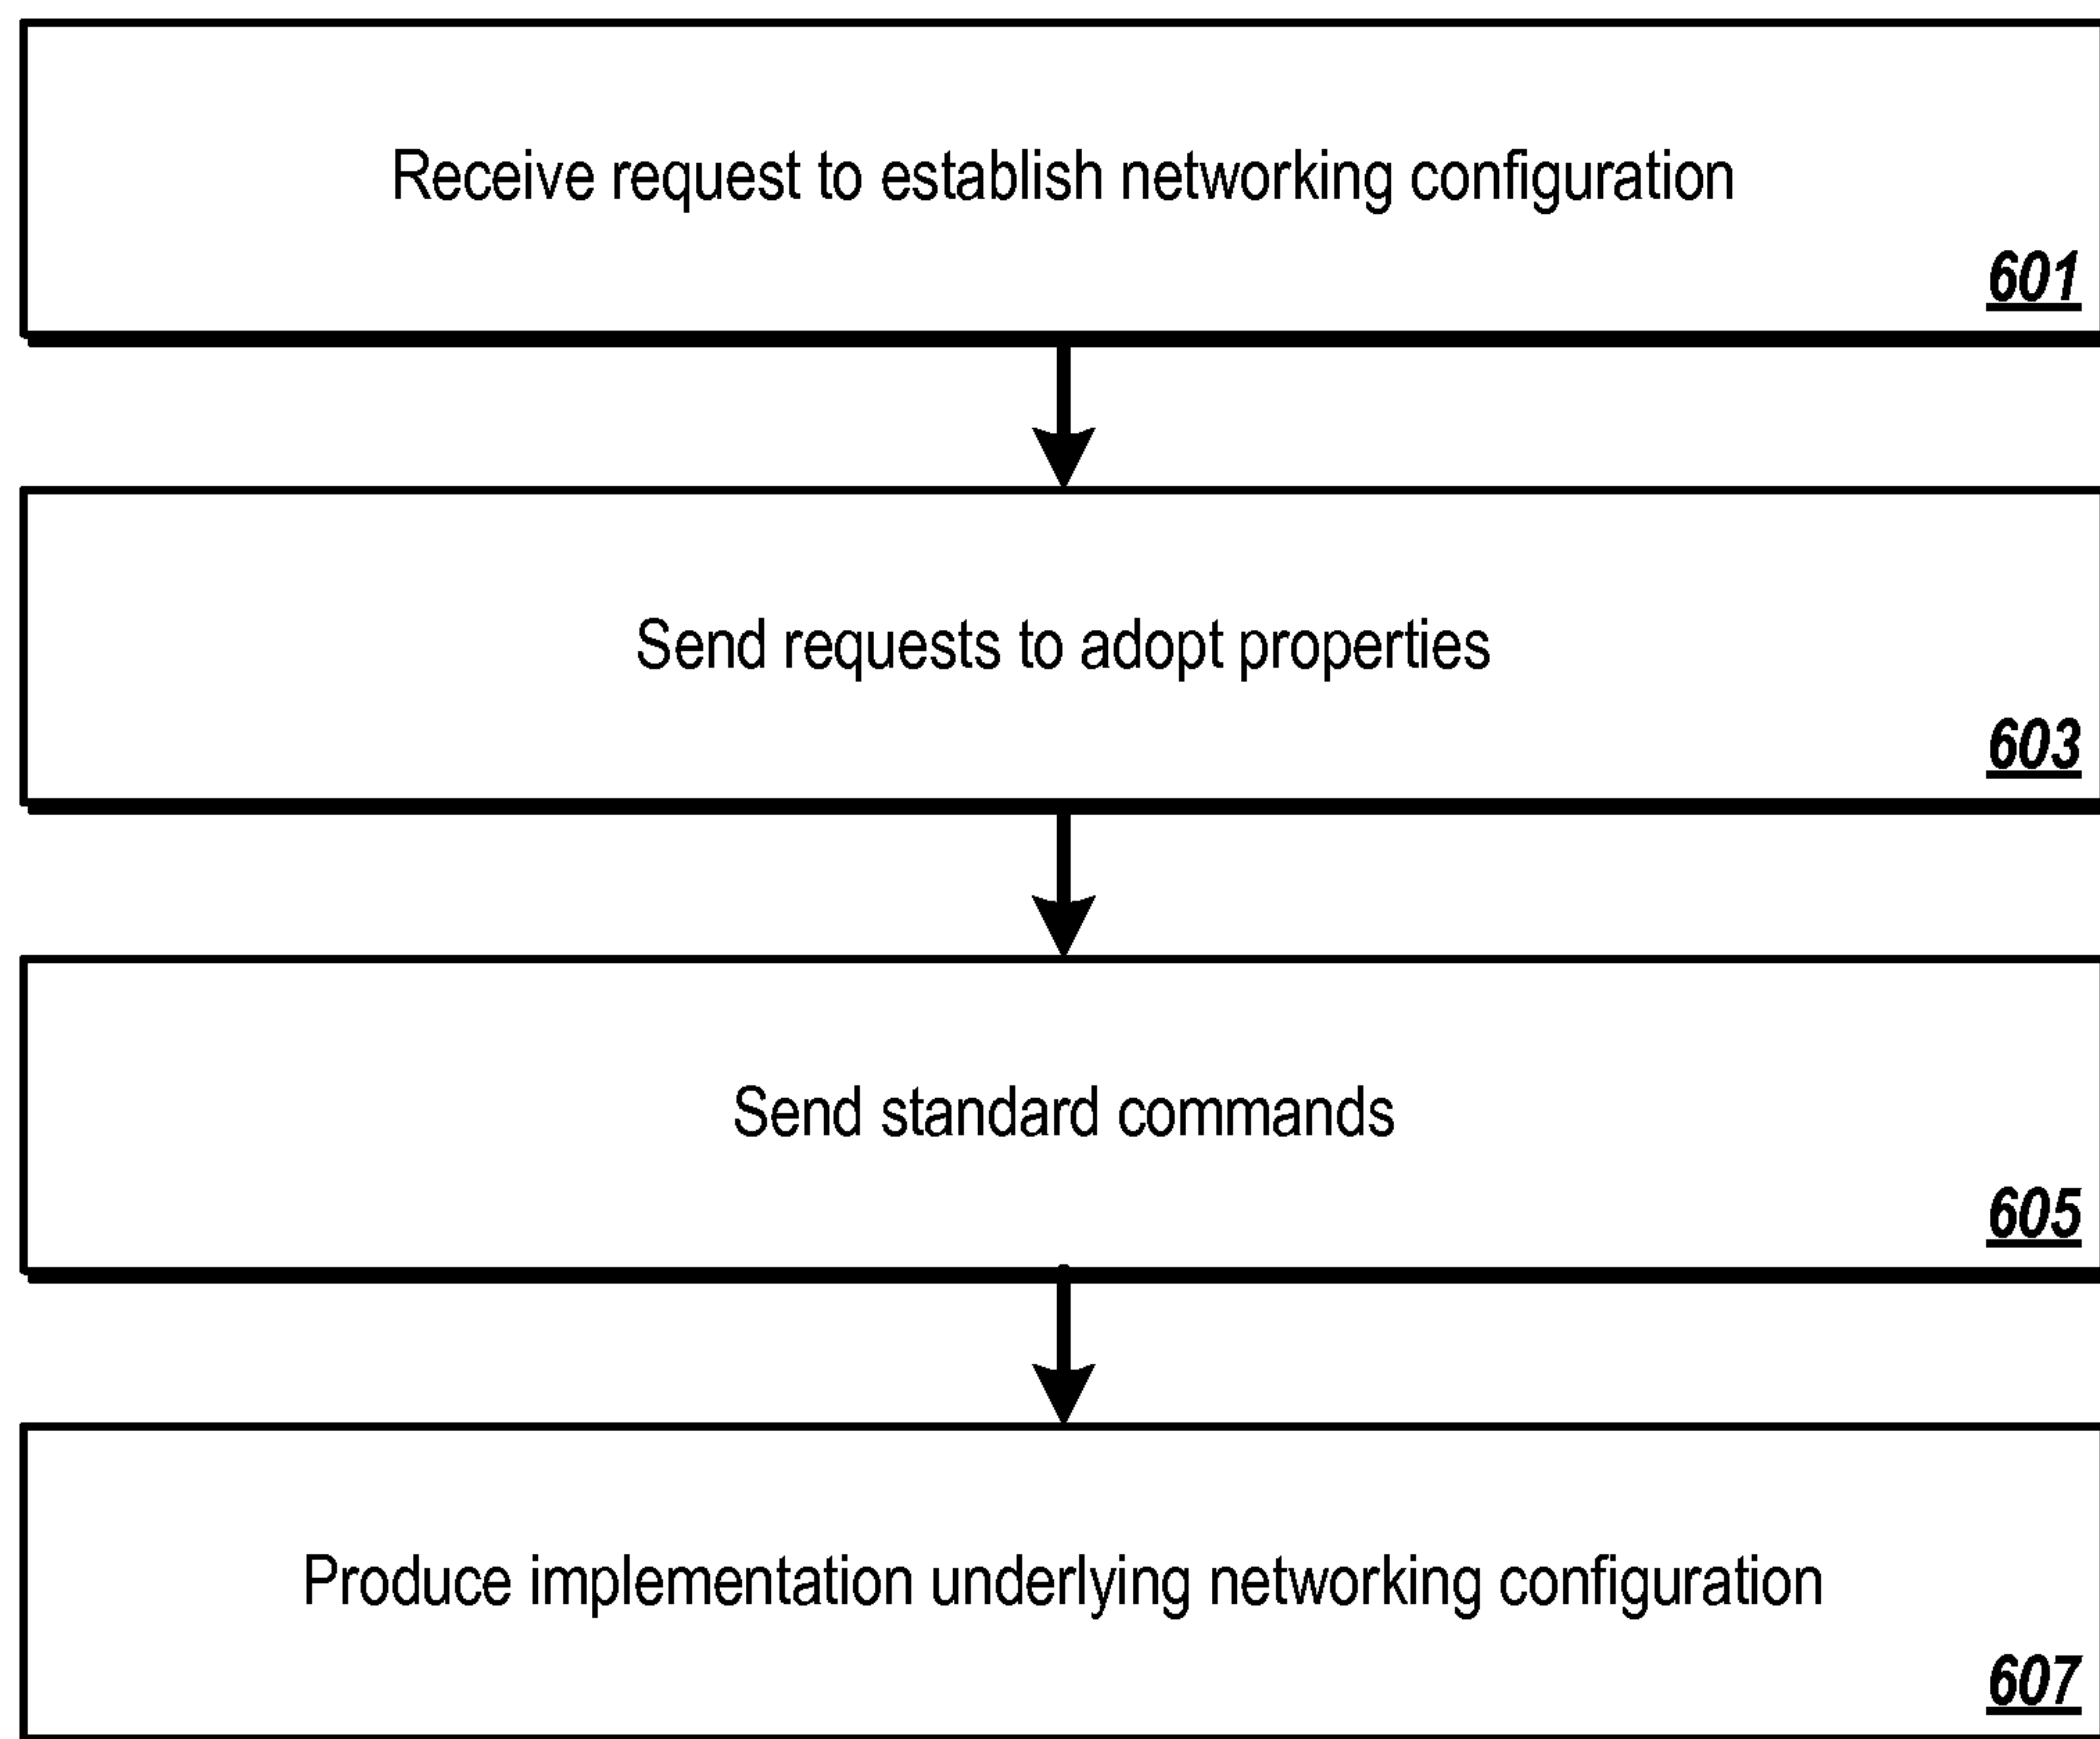 Receive request to establish networking configuration
601
Send requests to adopt properties
603
Send standard commands
605
Produce implementation underlying networking configuration
607